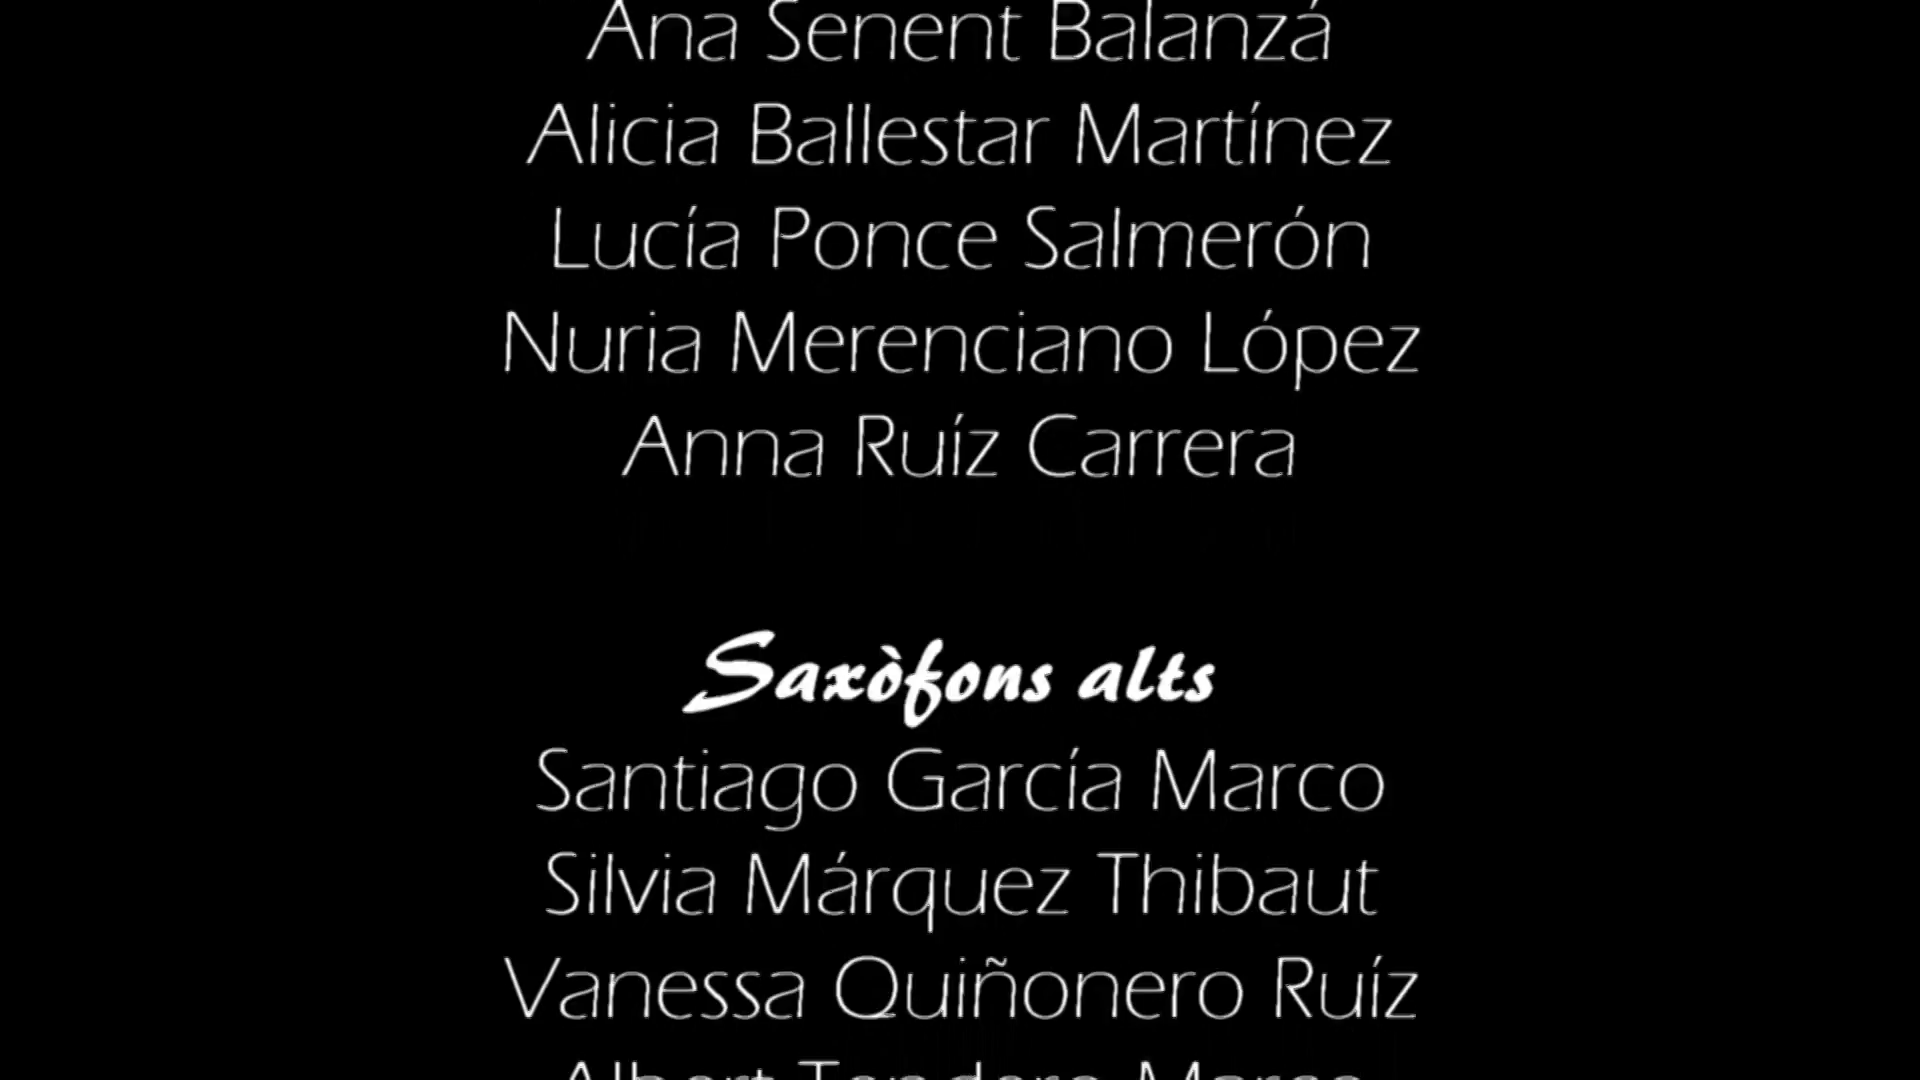 Ana Senent Balanzá
Alicia Ballestar Martínez
Lucía Ponce Salmerón
Nuria Merenciano López
Anna Ruíz Carrera
Saxòfons alts
Santiago García Marco
Silvia Márquez Thibaut
Vanessa Quiñonero Ruíz
Albert